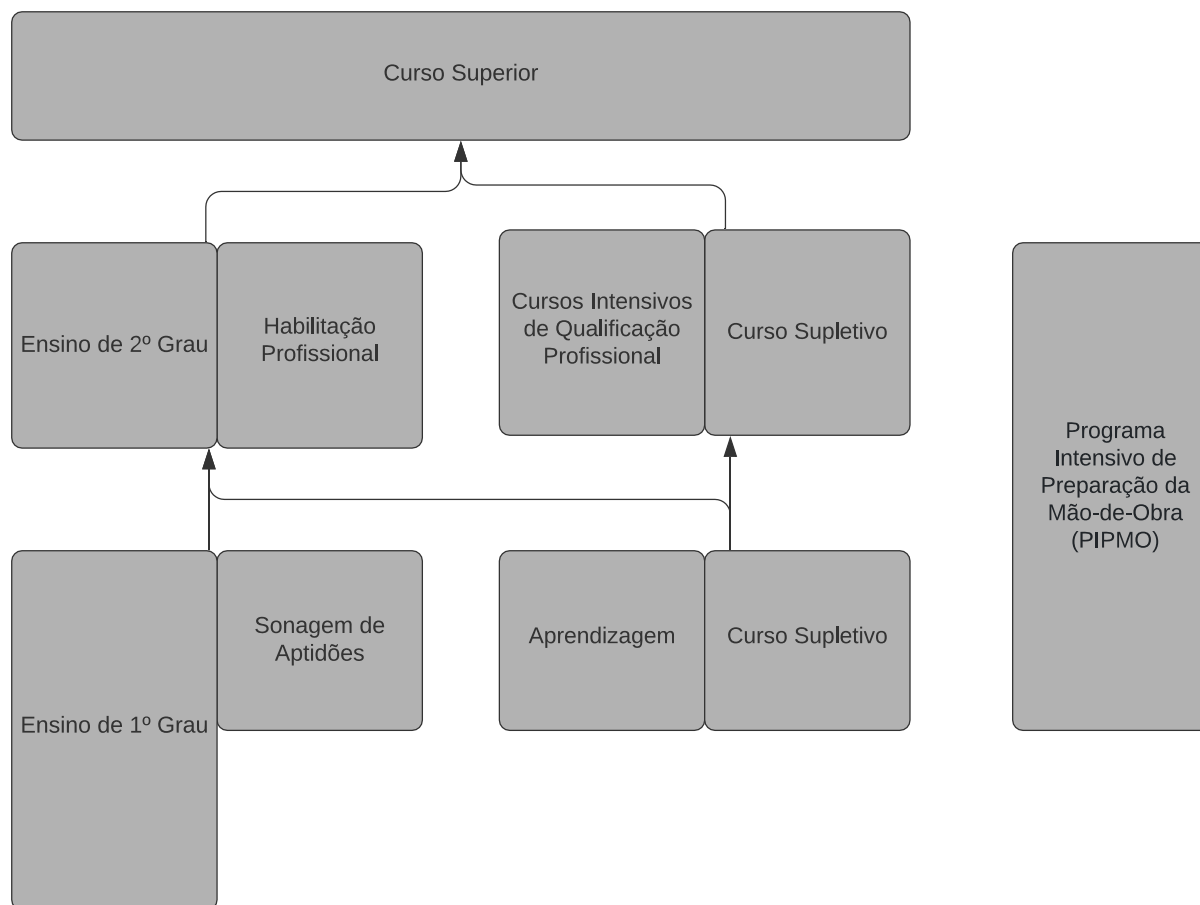 Curso Superior
Ensino de 2º Grau
Habilitação
Profissional
Cursos Intensivos
de Qualificação
Profissional
Curso Supletivo
Programa
Intensivo de
Preparação da
Mão-de-Obra
(PIPMO)
Ensino de 1º Grau
Sonagem de
Aptidões
Aprendizagem
Curso Supletivo